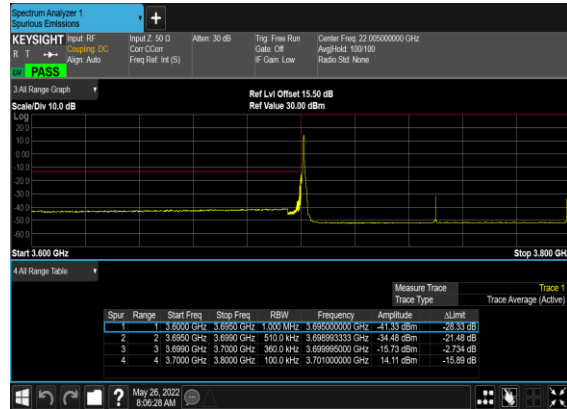 Spectrum Analyzer 1
Spurious Emissions
+
KEYSIGHT Input: RF Input Z: 50 Ω Atten: 30 dB Trig: Free Run Center Freq: 22.005000000 GHz
R T Coupling: DC Corr CCorr Gate: Off Avg|Hold: 100/100
Align: Auto Freq Ref: Int (S) IF Gain: Low Radio Std: None
PASS
3 All Range Graph
Ref Lvl Offset 15.50 dB
Scale/Div 10.0 dB Ref Value 30.00 dBm
Log
20.0
10.0
0.00
-10.0
-20.0
-30.0
-40.0
-50.0
-60.0
Start 3.600 GHz Stop 3.800 GHz
4 All Range Table
Measure Trace Trace 1
Trace Type Trace Average (Active)
Spur Range Start Freq Stop Freq RBW Frequency Amplitude ΔLimit
1 1 3.6000 GHz 3.6950 GHz 1.000 MHz 3.695000000 GHz -41.33 dBm -28.33 dB
2 2 3.6950 GHz 3.6990 GHz 510.0 kHz 3.698993333 GHz -34.48 dBm -21.48 dB
3 3 3.6990 GHz 3.7000 GHz 360.0 kHz 3.699995000 GHz -15.73 dBm -2.734 dB
4 4 3.7000 GHz 3.8000 GHz 100.0 kHz 3.701000000 GHz 14.11 dBm -15.89 dB
? May 26, 2022
8:06:28 AM